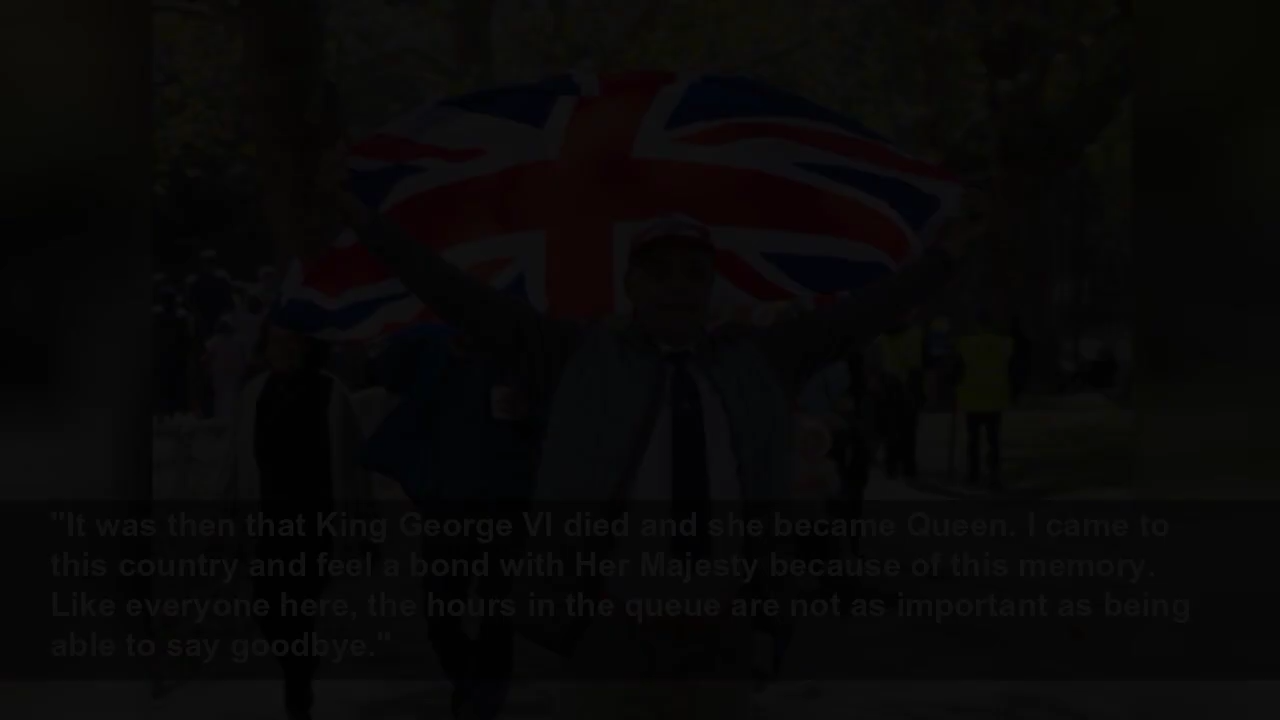 "It was then that King George VI died and she became Queen. I came to
this country and feel a bond with Her Majesty because of this memory.
Like everyone here, the hours in the queue are not as important as being
able to say goodbye."